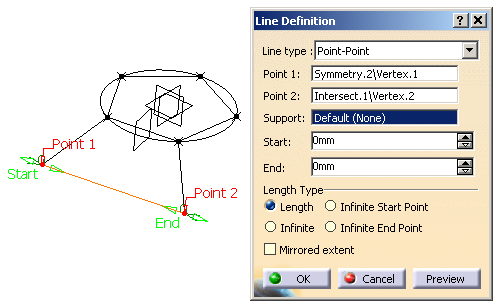 Point 1
Start
Point 2
End
Line Definition
Line type : Point-Point
Point 1: Symmetry.2\Vertex.1
Point 2: Intersect.1\Vertex.2
Support: Default (None)
Start: 0mm
End: 0mm
Length Type
Length Infinite Start Point
Infinite Infinite End Point
Mirrored extent
OK Cancel Preview